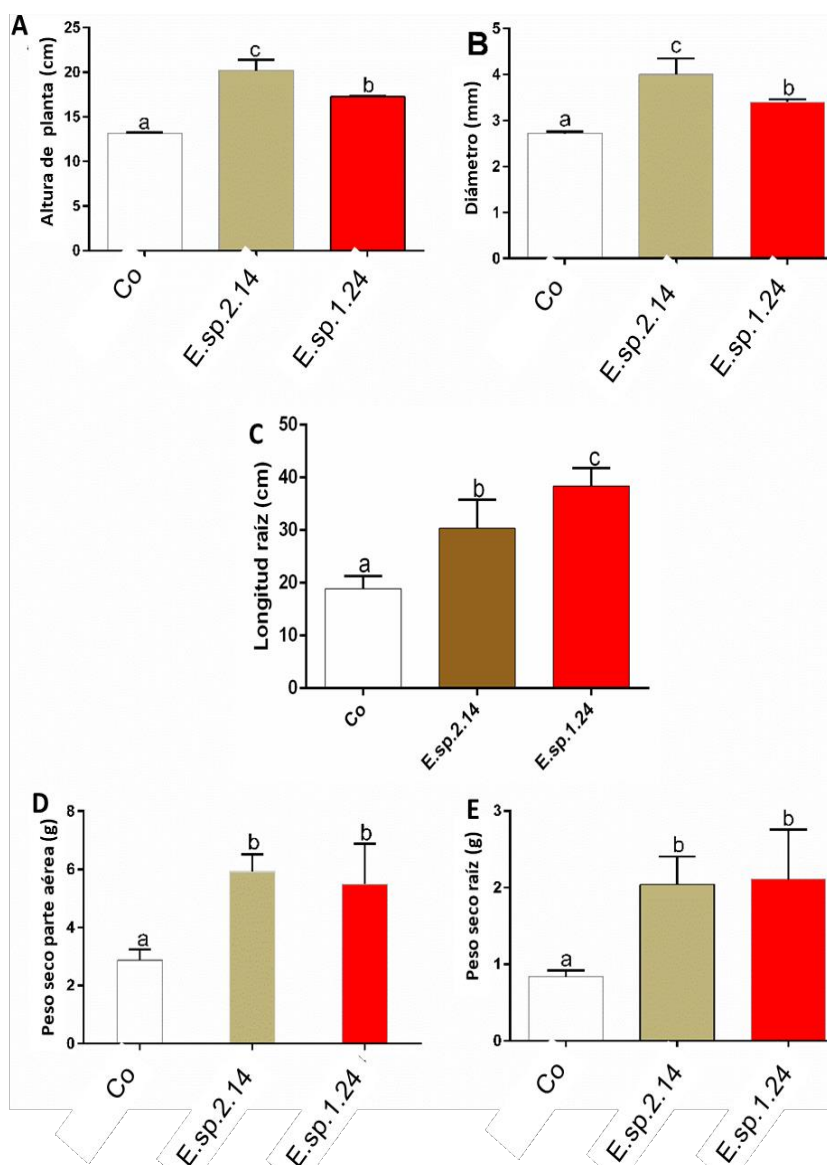 A
Altura de planta (cm)
25
20
15
10
5
0
a
c
b
Co
E.sp.2.14
E.sp.1.24
B
Diámetro (mm)
5
4
3
2
1
0
a
c
b
Co
E.sp.2.14
E.sp.1.24
C
Longitud raíz (cm)
50
40
30
20
10
0
a
b
c
Co
E.sp.2.14
E.sp.1.24
D
Peso seco parte aérea (g)
8
6
4
2
0
a
b
b
Co
E.sp.2.14
E.sp.1.24
E
Peso seco raíz (g)
3
2
1
0
a
b
b
Co
E.sp.2.14
E.sp.1.24